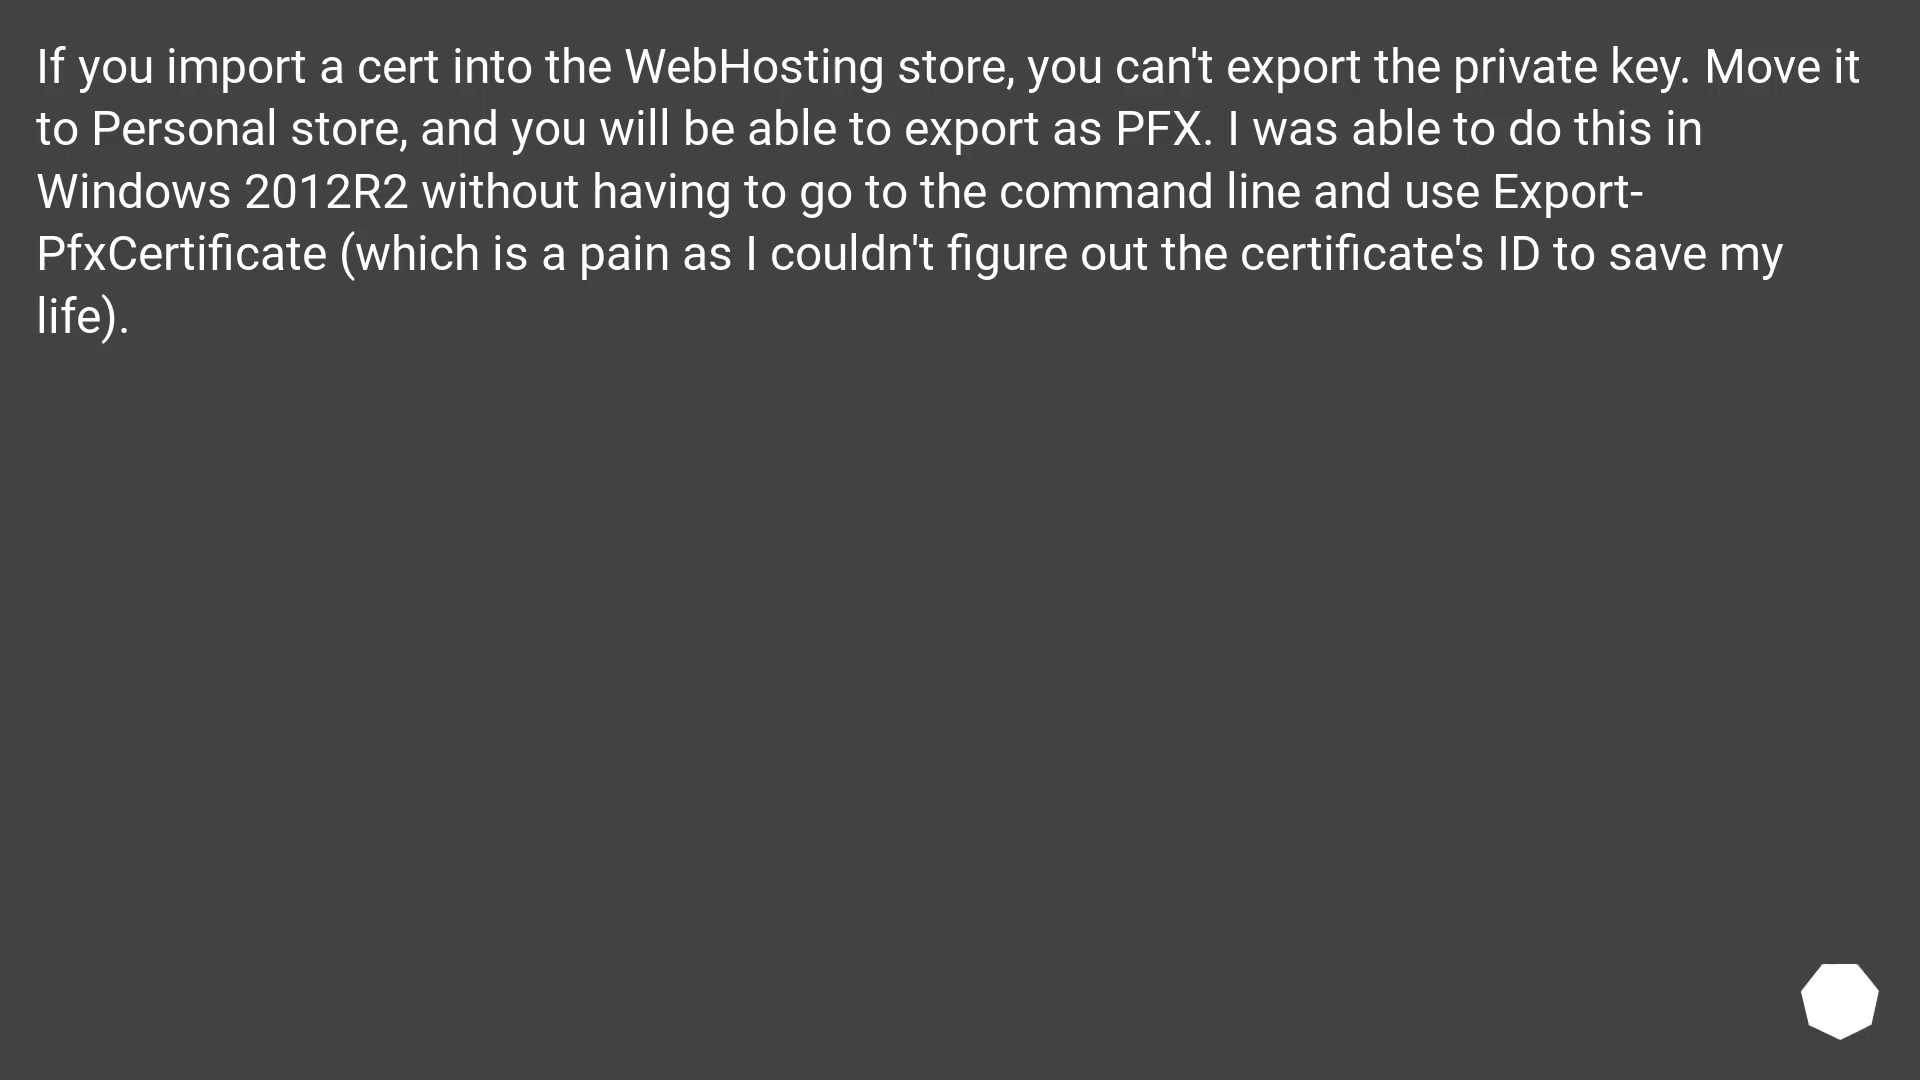 If you import a cert into the WebHosting store, you can't export the private key. Move it
to Personal store, and you will be able to export as PFX. I was able to do this in
Windows 2012R2 without having to go to the command line and use Export-
PfxCertificate (which is a pain as I couldn't figure out the certificate's ID to save my
life).